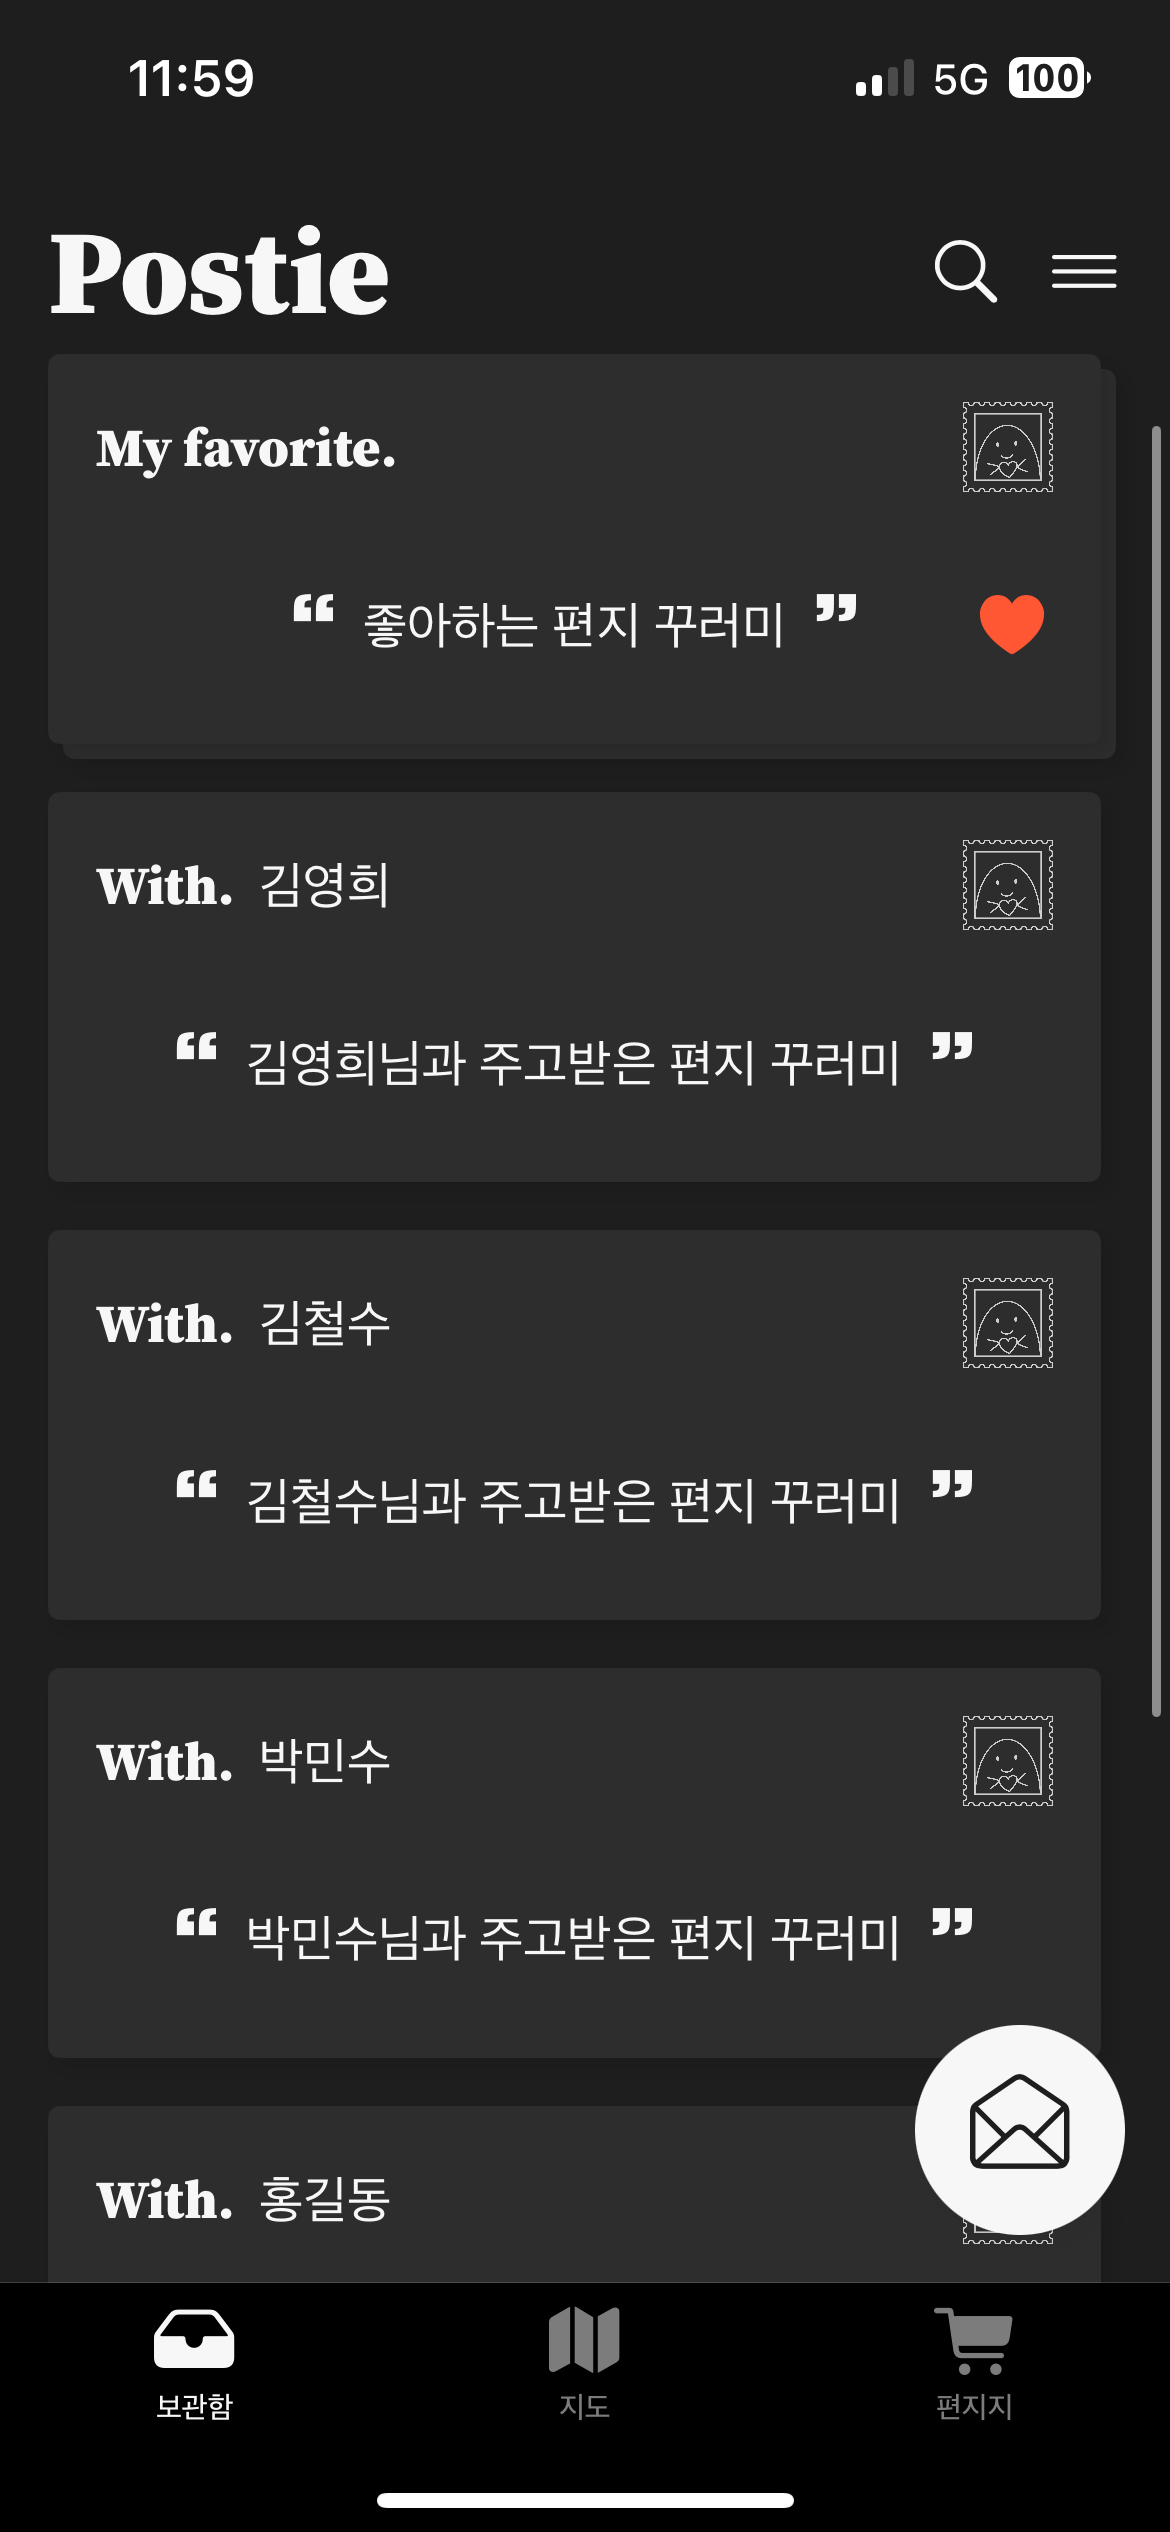 11:59 5G 100
Postie
My favorite.
“ 좋아하는 편지 꾸러미 ”
With. 김영희
“ 김영희님과 주고받은 편지 꾸러미 ”
With. 김철수
“ 김철수님과 주고받은 편지 꾸러미 ”
With. 박민수
“ 박민수님과 주고받은 편지 꾸러미 ”
With. 홍길동
보관함 지도 편지지